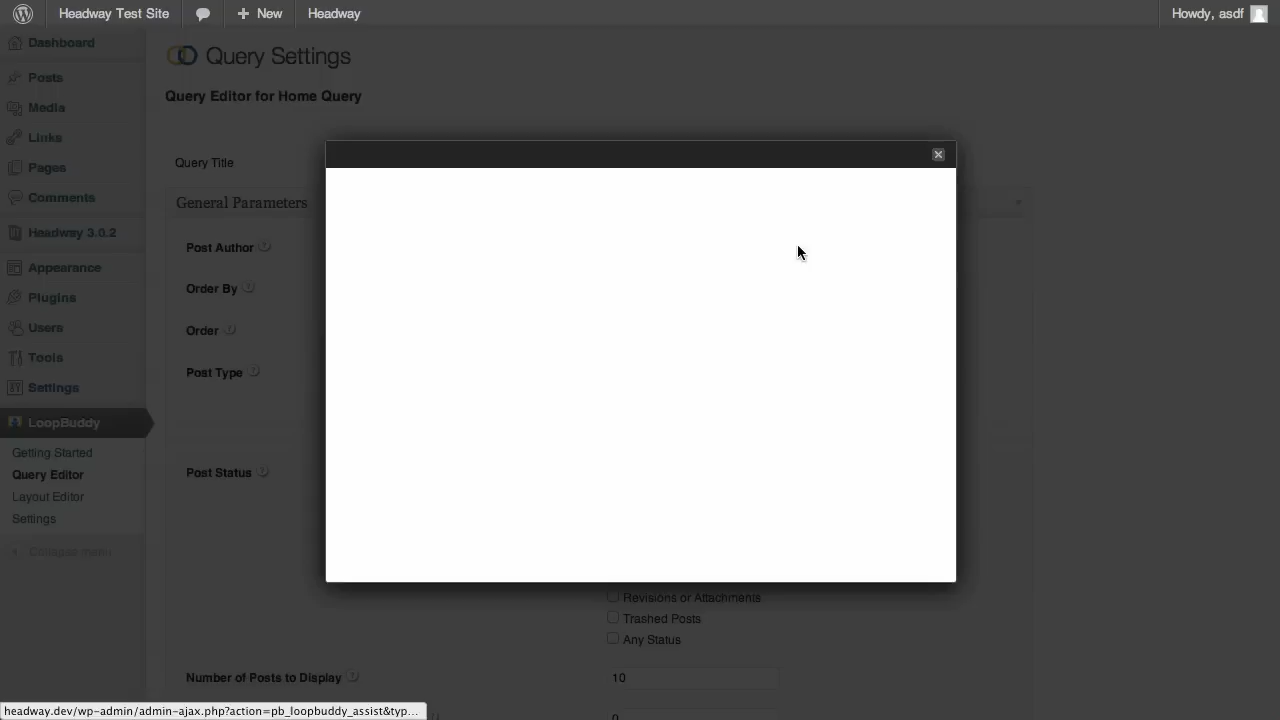 Headway Test Site
New
Headway
Howdy, asdf
Dashboard
Posts
Media
Links
Pages
Comments
Headway 3.0.2
Appearance
Plugins
Users
Tools
Settings
LoopBuddy
Getting Started
Query Editor
Layout Editor
Settings
Collapse menu
Query Settings
Query Editor for Home Query
Query Title
General Parameters
Post Author
Order By
Order
Post Type
Post Status
Revisions or Attachments
Trashed Posts
Any Status
Number of Posts to Display
10
headway.dev/wp-admin/admin-ajax.php?action=pb_loopbuddy_assist&typ...